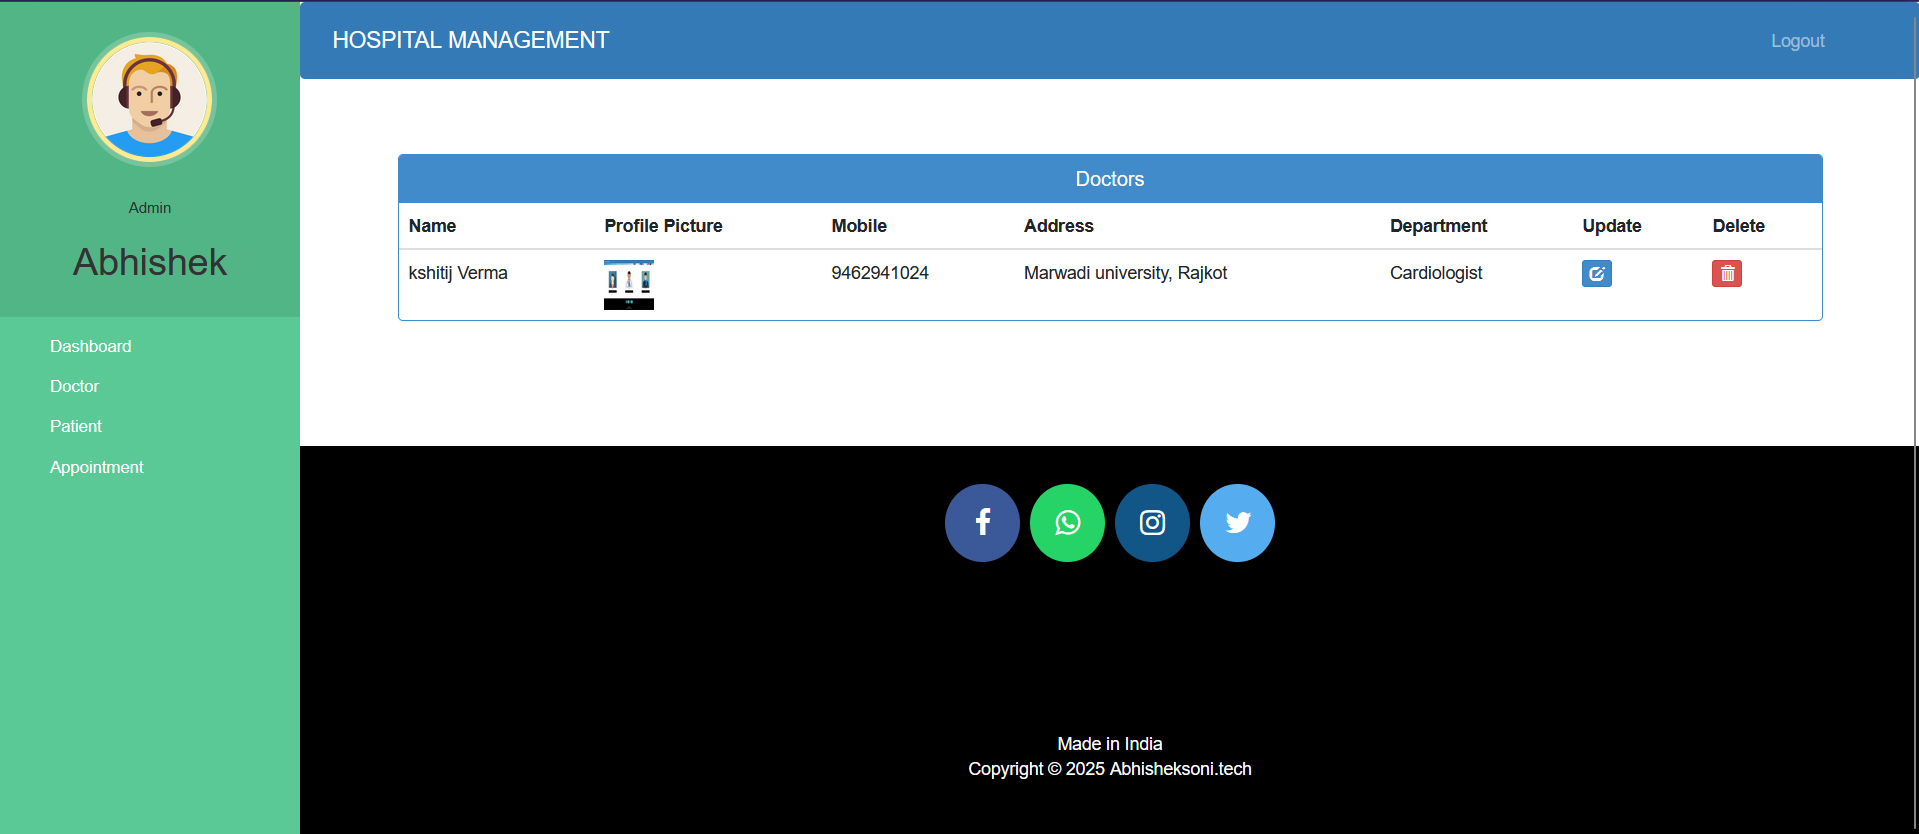 HOSPITAL MANAGEMENT
Logout
Admin
Abhishek
Dashboard
Doctor
Patient
Appointment
Doctors
Name Profile Picture Mobile Address Department Update Delete
kshitij Verma 9462941024 Marwadi university, Rajkot Cardiologist
Made in India
Copyright © 2025 Abhisheksoni.tech